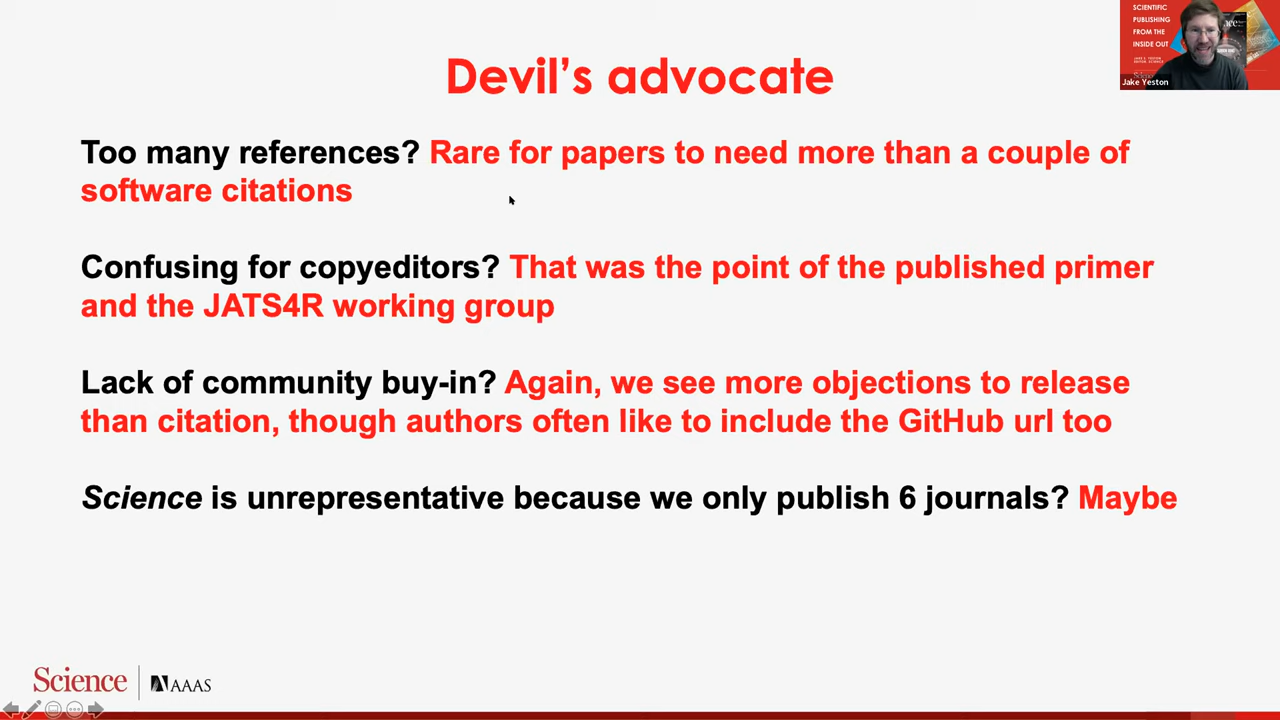 SCIENTIFIC
PUBLISHING
FROM THE
INSIDE OUT
Jake Yeston
Devil's advocate
Too many references? Rare for papers to need more than a couple of
software citations
Confusing for copyeditors? That was the point of the published primer
and the JATS4R working group
Lack of community buy-in? Again, we see more objections to release
than citation, though authors often like to include the GitHub url too
Science is unrepresentative because we only publish 6 journals? Maybe
Science
AAAS